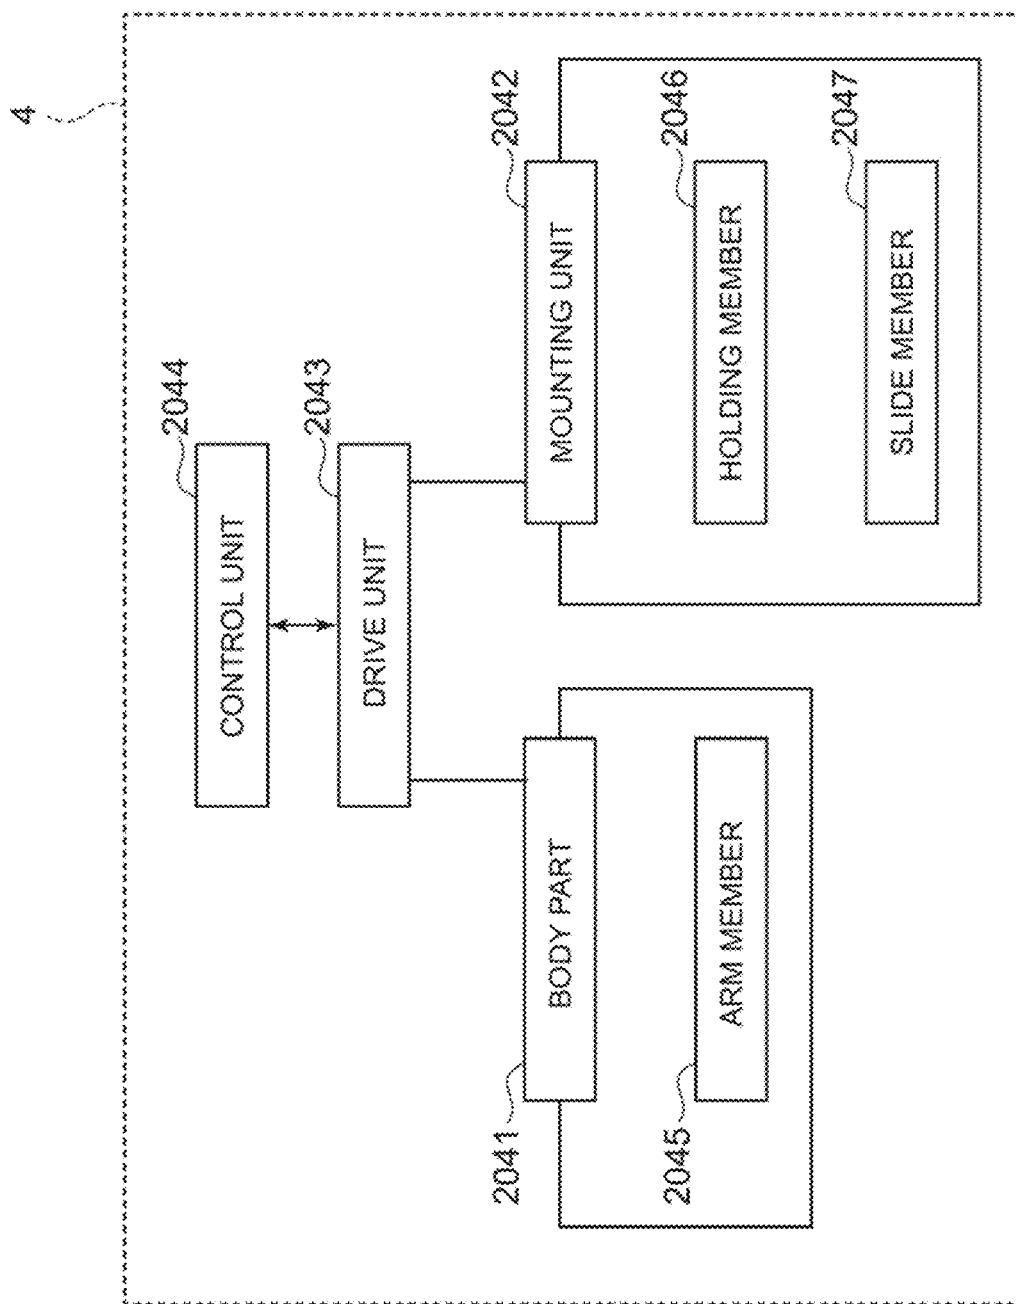 4
2044
CONTROL UNIT
2043
DRIVE UNIT
2041
BODY PART
2042
MOUNTING UNIT
2045
ARM MEMBER
2046
HOLDING MEMBER
2047
SLIDE MEMBER